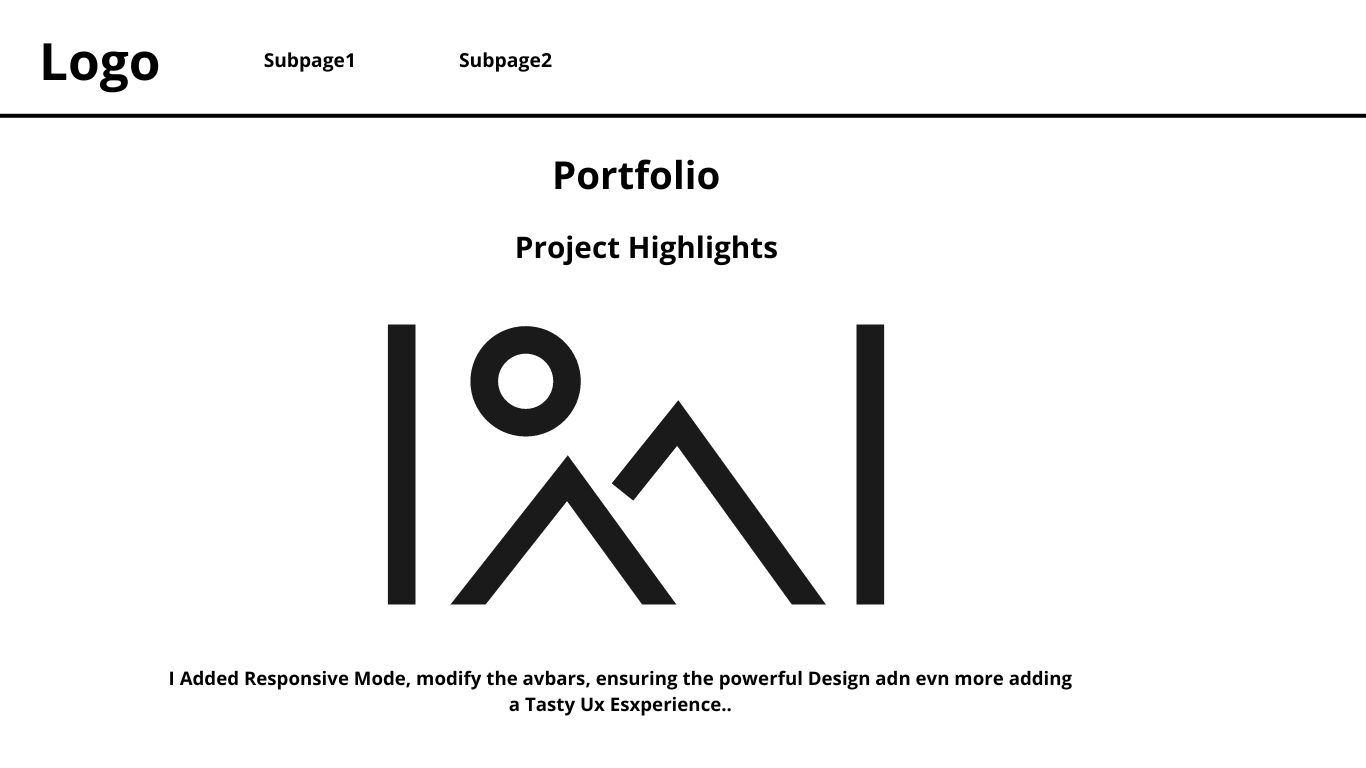 Logo
Subpage1
Subpage2
Portfolio
Project Highlights
I Added Responsive Mode, modify the avbars, ensuring the powerful Design adn evn more adding
a Tasty Ux Esxperience..